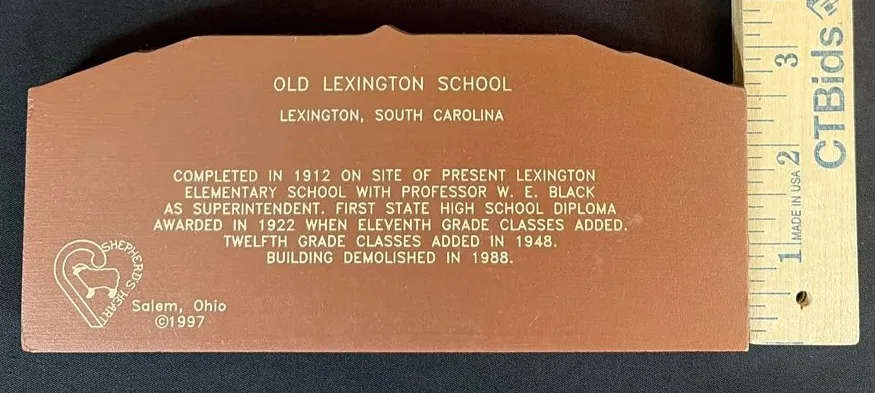 OLD LEXINGTON SCHOOL
LEXINGTON, SOUTH CAROLINA
COMPLETED IN 1912 ON SITE OF PRESENT LEXINGTON
ELEMENTARY SCHOOL WITH PROFESSOR W. E. BLACK
AS SUPERINTENDENT. FIRST STATE HIGH SCHOOL DIPLOMA
AWARDED IN 1922 WHEN ELEVENTH GRADE CLASSES ADDED.
TWELFTH GRADE CLASSES ADDED IN 1948.
BUILDING DEMOLISHED IN 1988.
SHEPHERD'S HEART
Salem, Ohio
©1997
1 2 3
MADE IN USA
CTBids